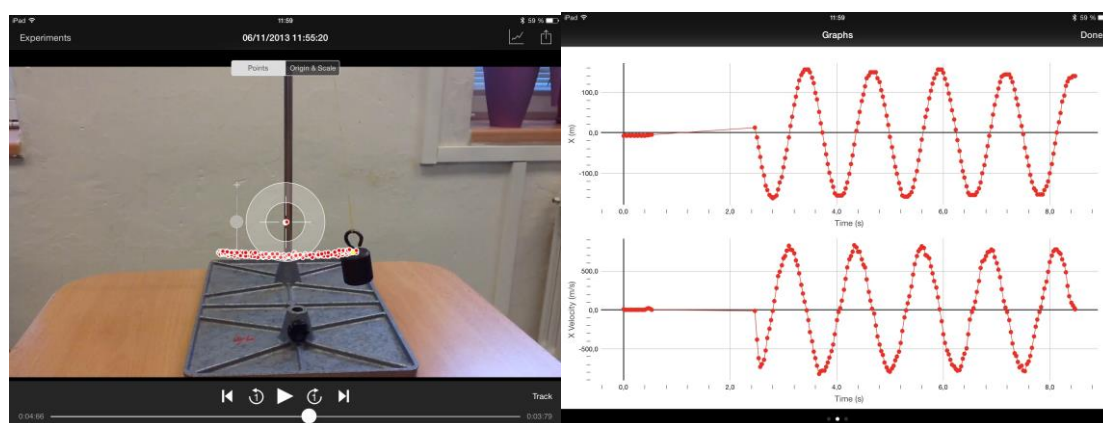 iPad 11:59 59 %
Experiments 06/11/2013 11:55:20
Points Origin & Scale
Track
0:04:66 0:03:79
iPad 11:59 59 %
Graphs Done
100,0
0,0
-100,0
X (m)
0,0 2,0 4,0 6,0 8,0
Time (s)
500,0
0,0
-500,0
X Velocity (m/s)
0,0 2,0 4,0 6,0 8,0
Time (s)